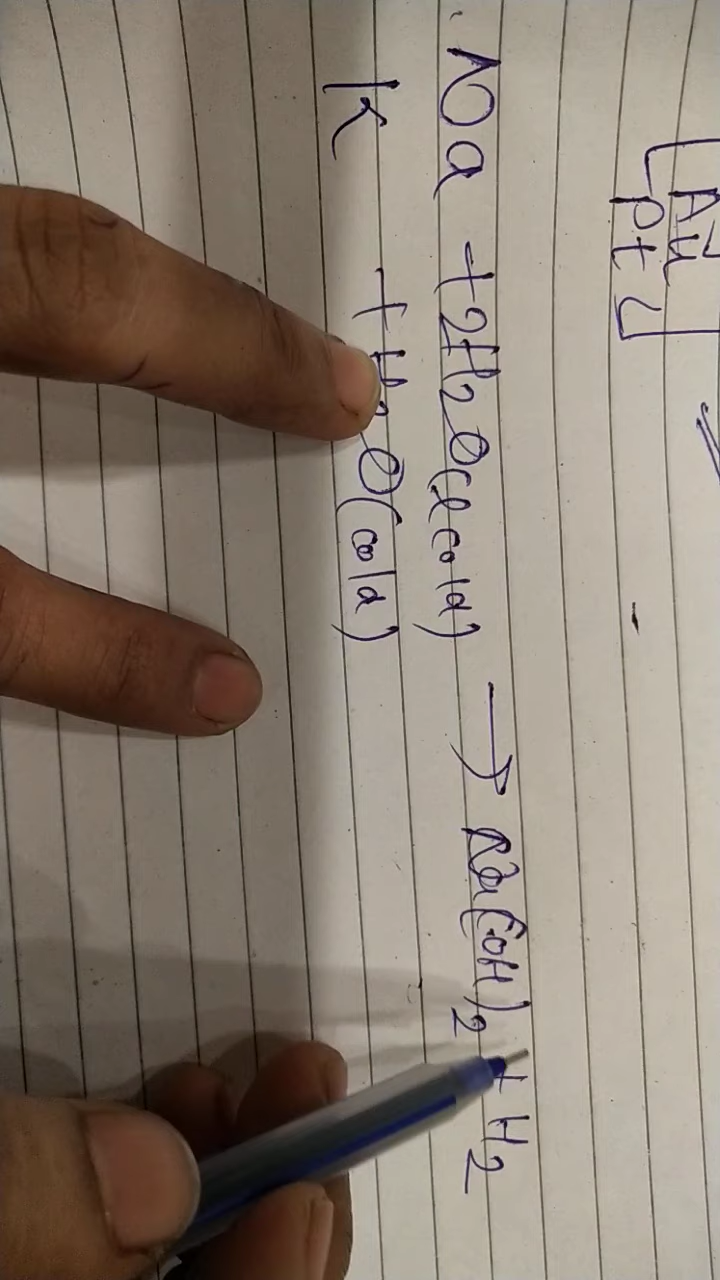 [Au
Pt]
Na + 2H2O(cold) → Na(OH)2 + H2
K + H2O(cold)